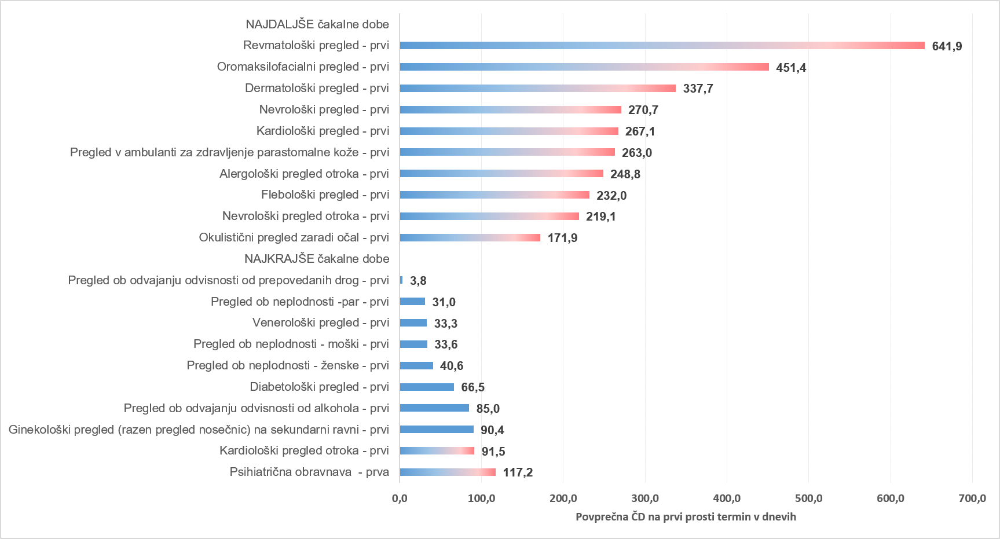 NAJDALJŠE čakalne dobe
Revmatološki pregled - prvi 641,9
Oromaksilofacialni pregled - prvi 451,4
Dermatološki pregled - prvi 337,7
Nevrološki pregled - prvi 270,7
Kardiološki pregled - prvi 267,1
Pregled v ambulanti za zdravljenje parastomalne kože - prvi 263,0
Alergološki pregled otroka - prvi 248,8
Flebološki pregled - prvi 232,0
Nevrološki pregled otroka - prvi 219,1
Okulistični pregled zaradi očal - prvi 171,9
NAJKRAJŠE čakalne dobe
Pregled ob odvajanju odvisnosti od prepovedanih drog - prvi 3,8
Pregled ob neplodnosti -par - prvi 31,0
Venerološki pregled - prvi 33,3
Pregled ob neplodnosti - moški - prvi 33,6
Pregled ob neplodnosti - ženske - prvi 40,6
Diabetološki pregled - prvi 66,5
Pregled ob odvajanju odvisnosti od alkohola - prvi 85,0
Ginekološki pregled (razen pregled nosečnic) na sekundarni ravni - prvi 90,4
Kardiološki pregled otroka - prvi 91,5
Psihiatrična obravnava  - prva 117,2
0,0 100,0 200,0 300,0 400,0 500,0 600,0 700,0
Povprečna ČD na prvi prosti termin v dnevih